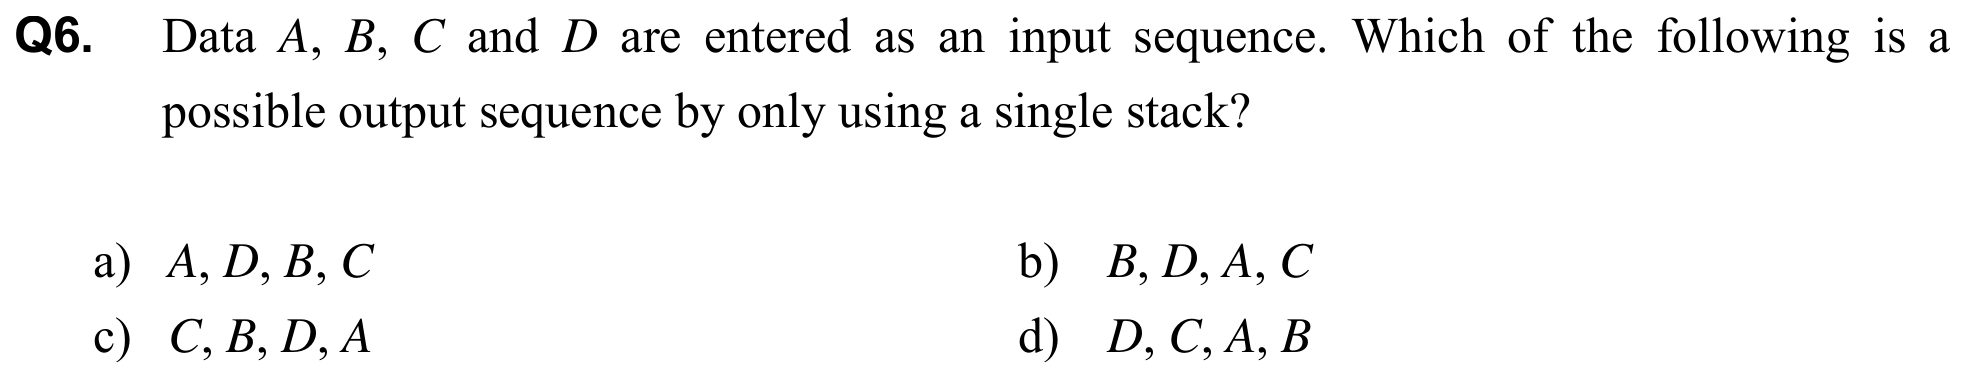 Q6. Data A, B, C and D are entered as an input sequence. Which of the following is a
possible output sequence by only using a single stack?
a) A, D, B, C b) B, D, A, C
c) C, B, D, A d) D, C, A, B